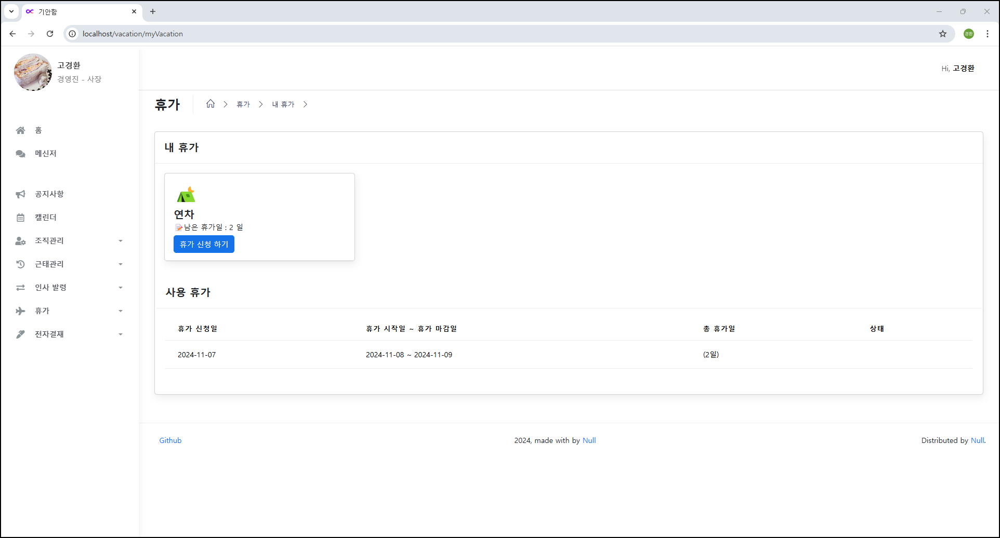 기안함
localhost/vacation/myVacation
경환
고경환
경영진 - 사장
Hi, 고경환
홈
메신저
공지사항
캘린더
조직관리
근태관리
인사 발령
휴가
전자결재
휴가
휴가
내 휴가
내 휴가
연차
남은 휴가일 : 2 일
휴가 신청 하기
사용 휴가
휴가 신청일 휴가 시작일 ~ 휴가 마감일 총 휴가일 상태
2024-11-07 2024-11-08 ~ 2024-11-09 (2일)
Github 2024, made with by Null Distributed by Null.